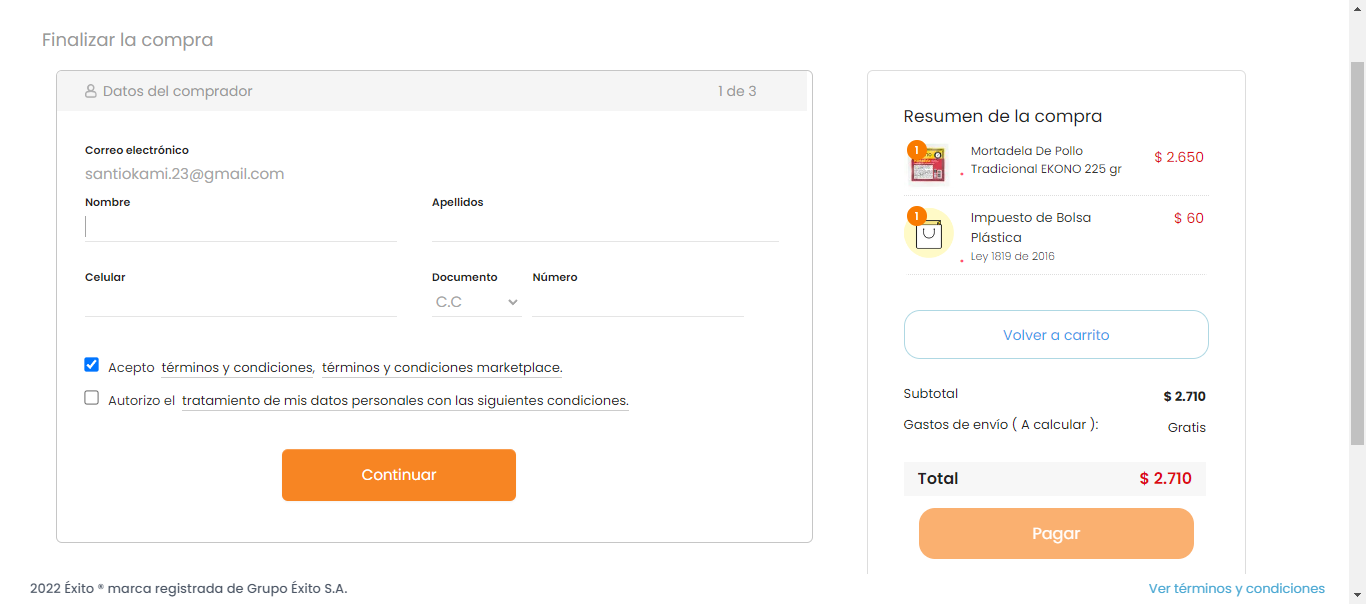 Finalizar la compra
Datos del comprador 1 de 3
Correo electrónico
santiokami.23@gmail.com
Nombre Apellidos
Celular Documento Número
C.C
Acepto términos y condiciones, términos y condiciones marketplace.
Autorizo el tratamiento de mis datos personales con las siguientes condiciones.
Continuar
Resumen de la compra
1
Mortadela De Pollo
Tradicional EKONO 225 gr
$ 2.650
1
Impuesto de Bolsa
Plástica
Ley 1819 de 2016
$ 60
Volver a carrito
Subtotal $ 2.710
Gastos de envío ( A calcular ): Gratis
Total $ 2.710
Pagar
2022 Éxito ® marca registrada de Grupo Éxito S.A.
Ver términos y condiciones